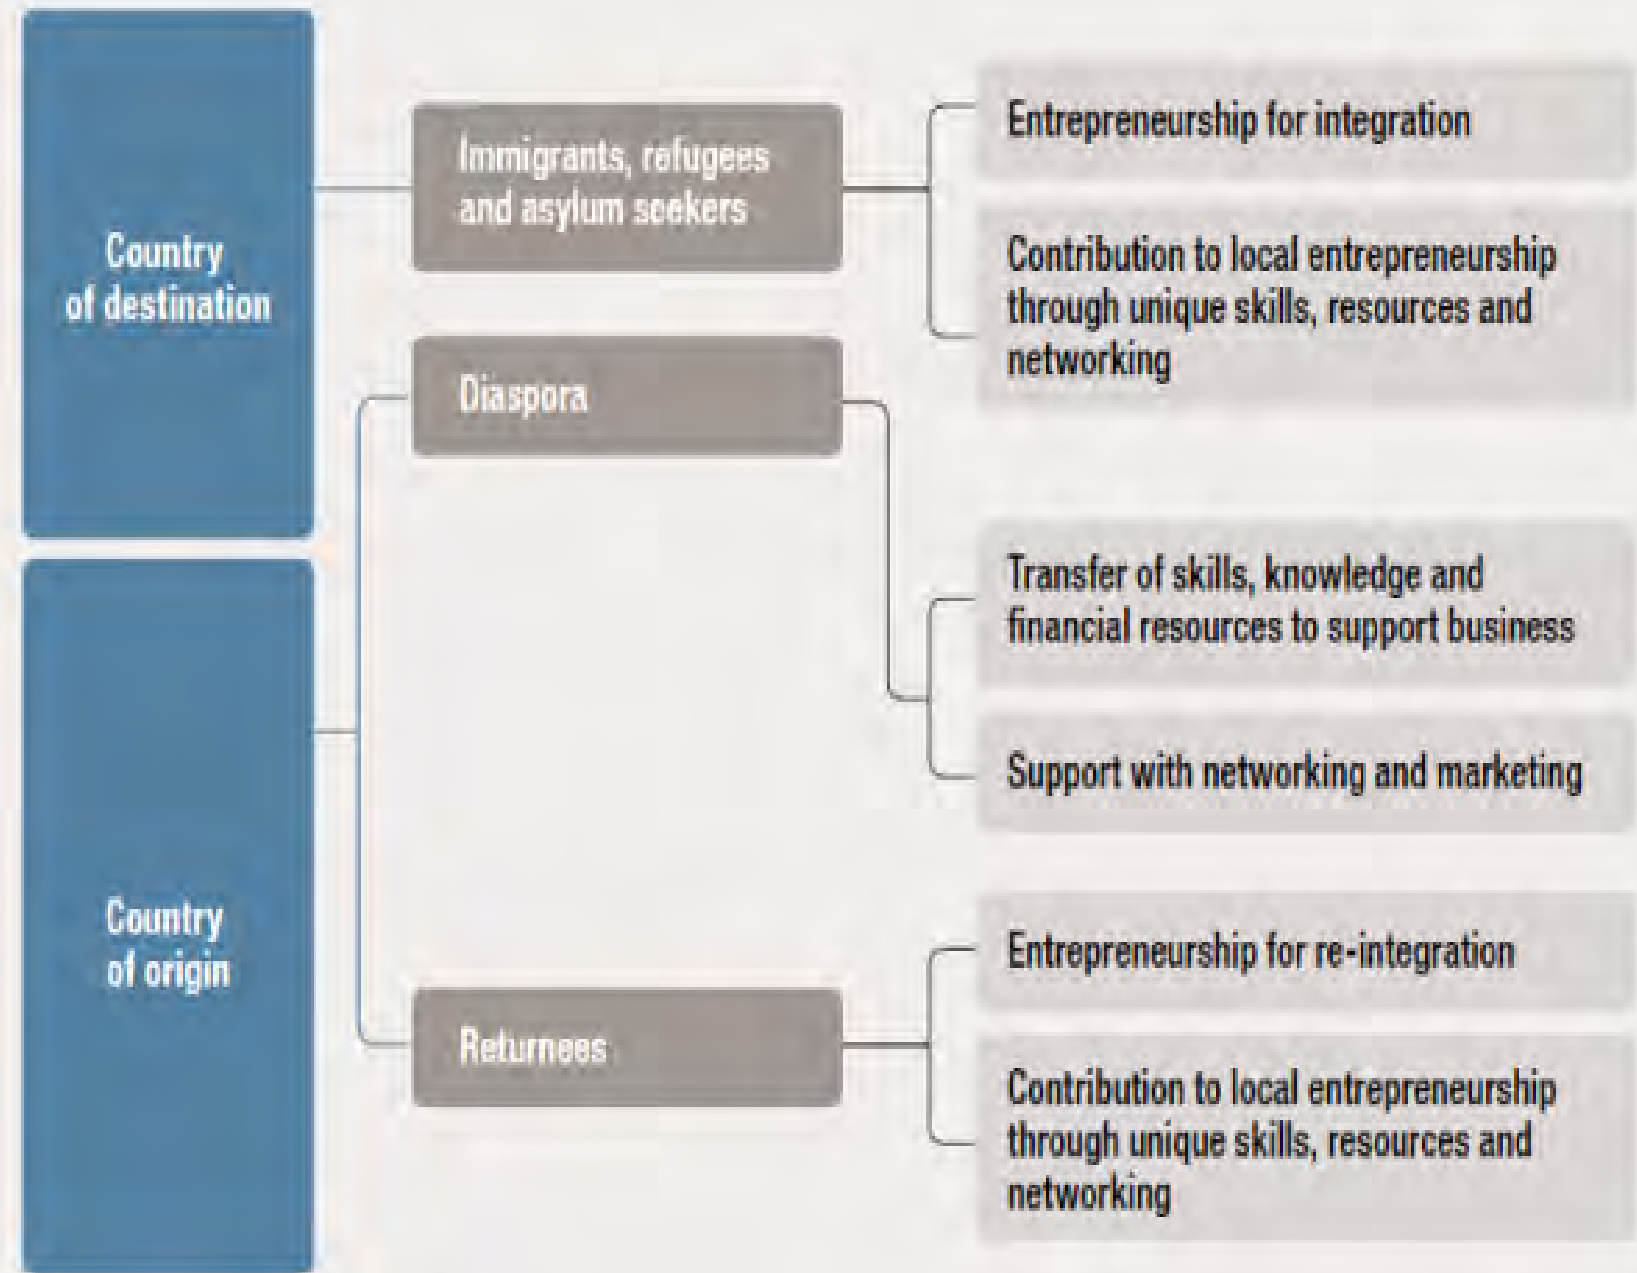 Country
of destination
Immigrants, refugees
and asylum seekers
Entrepreneurship for integration
Contribution to local entrepreneurship
through unique skills, resources and
networking
Diaspora
Transfer of skills, knowledge and
financial resources to support business
Support with networking and marketing
Country
of origin
Returnees
Entrepreneurship for re-integration
Contribution to local entrepreneurship
through unique skills, resources and
networking